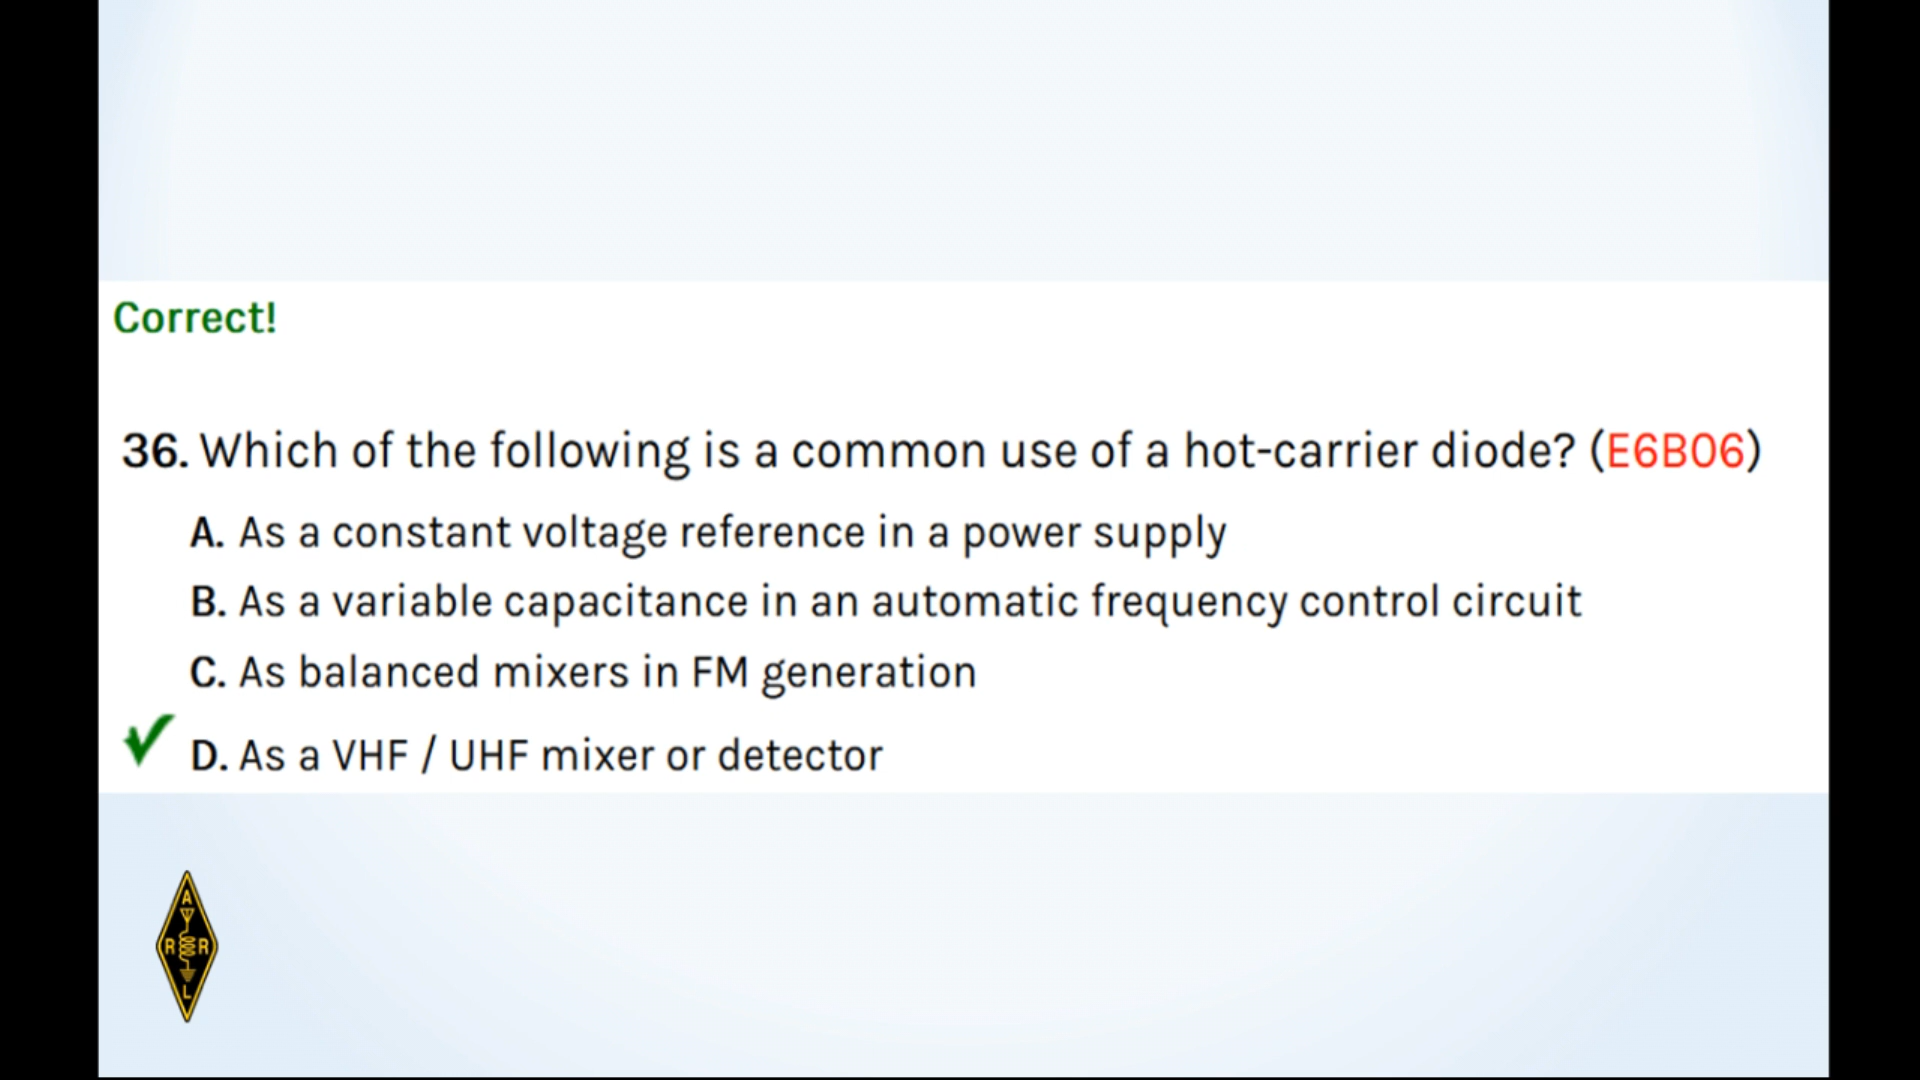 Correct!
36. Which of the following is a common use of a hot-carrier diode? (E6B06)
A. As a constant voltage reference in a power supply
B. As a variable capacitance in an automatic frequency control circuit
C. As balanced mixers in FM generation
D. As a VHF / UHF mixer or detector
A
R R
L